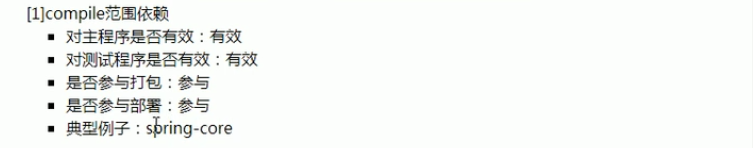 [1]compile范围依赖
▪ 对主程序是否有效：有效
▪ 对测试程序是否有效：有效
▪ 是否参与打包：参与
▪ 是否参与部署：参与
▪ 典型例子：spring-core